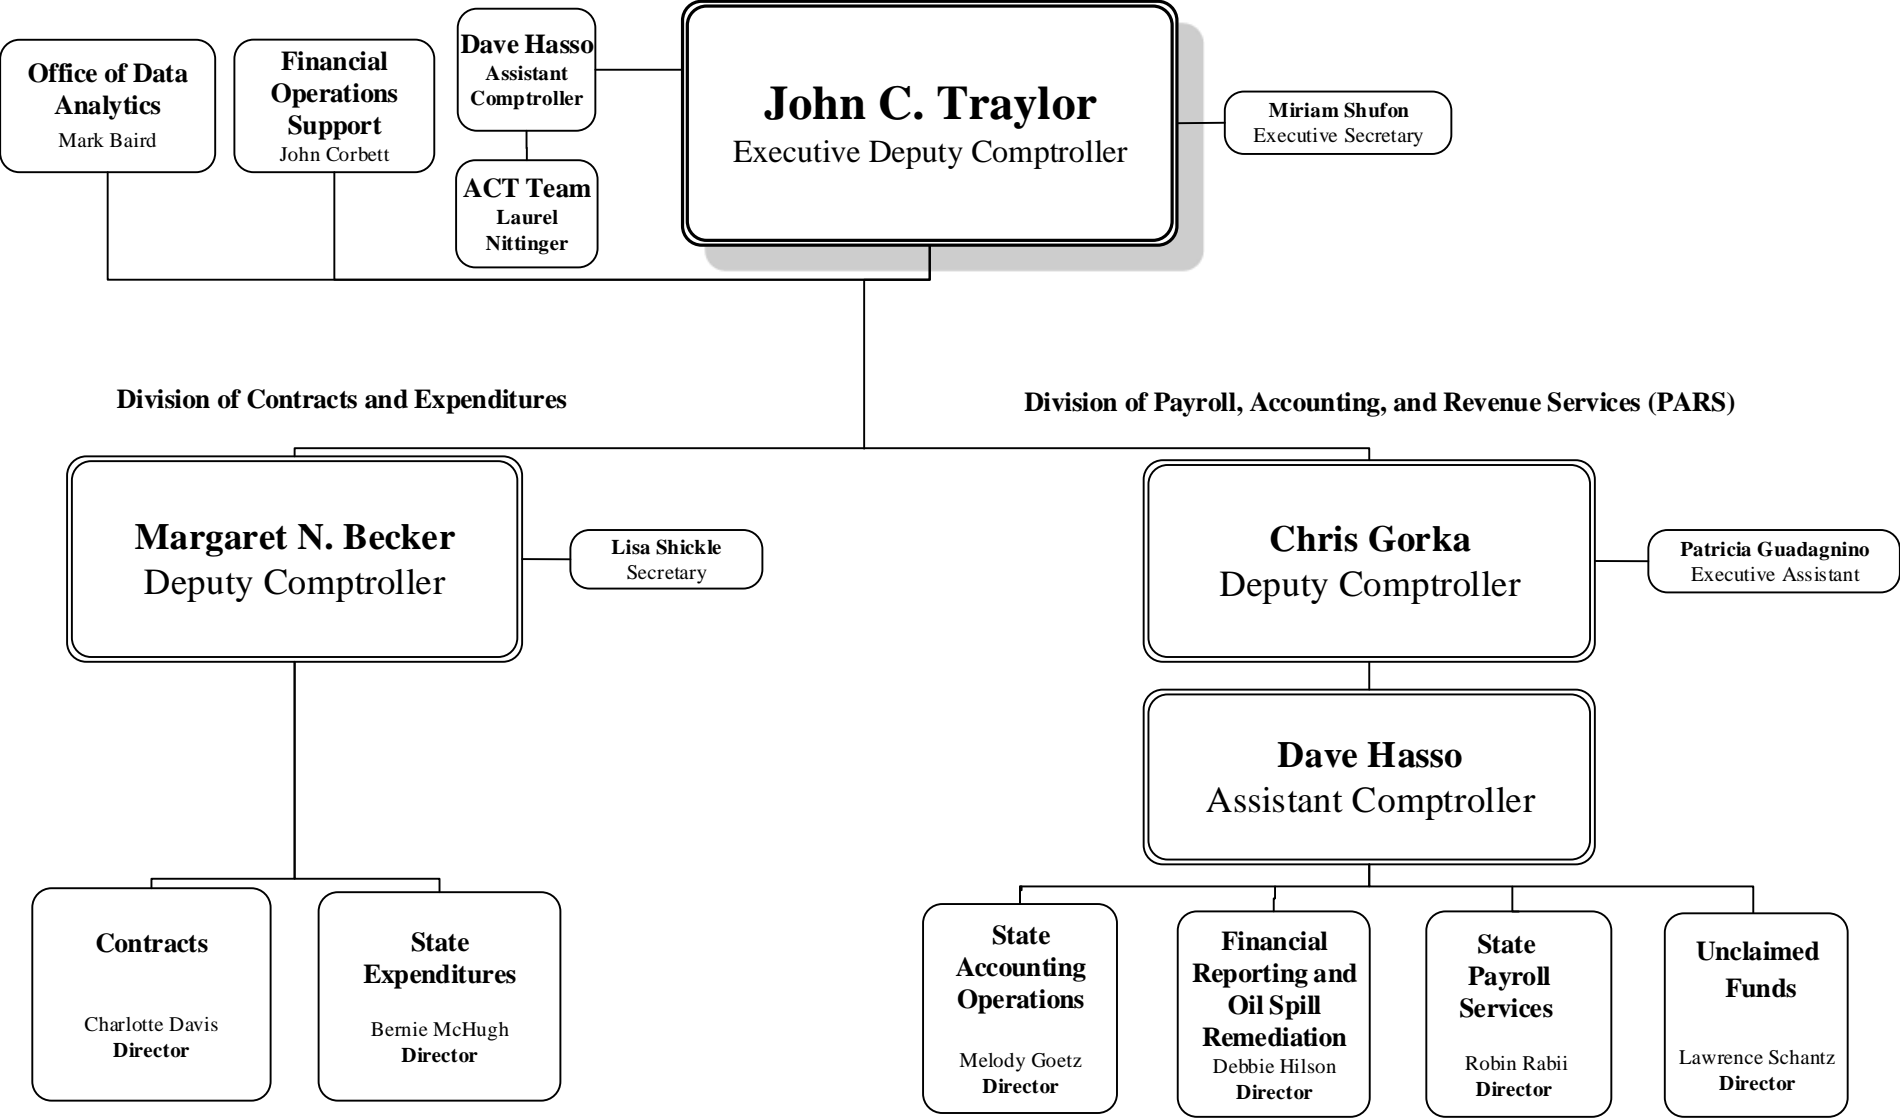 Office of Data
Analytics
Mark Baird
Financial
Operations
Support
John Corbett
Dave Hasso
Assistant
Comptroller
ACT Team
Laurel
Nittinger
John C. Traylor
Executive Deputy Comptroller
Miriam Shufon
Executive Secretary
Division of Contracts and Expenditures
Division of Payroll, Accounting, and Revenue Services (PARS)
Margaret N. Becker
Deputy Comptroller
Lisa Shickle
Secretary
Chris Gorka
Deputy Comptroller
Patricia Guadagnino
Executive Assistant
Dave Hasso
Assistant Comptroller
Contracts
Charlotte Davis
Director
State
Expenditures
Bernie McHugh
Director
State
Accounting
Operations
Melody Goetz
Director
Financial
Reporting and
Oil Spill
Remediation
Debbie Hilson
Director
State
Payroll
Services
Robin Rabii
Director
Unclaimed
Funds
Lawrence Schantz
Director